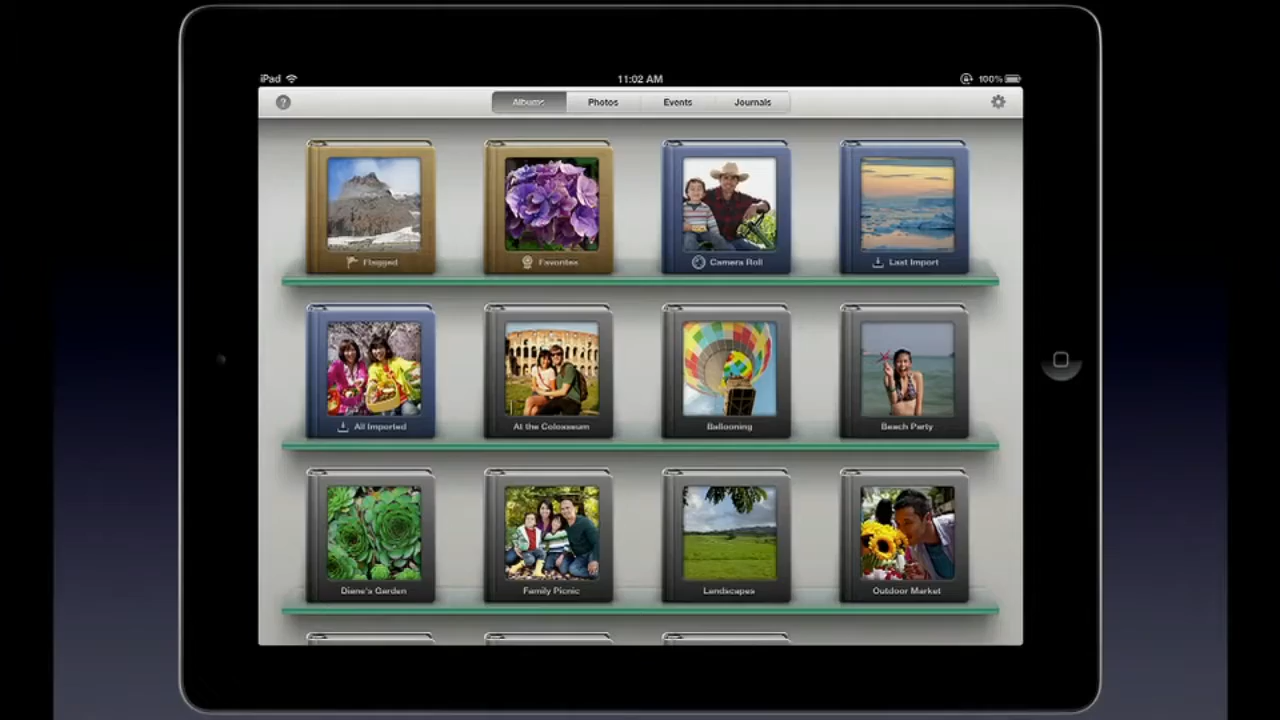 iPad
11:02 AM
100%
?
Albums
Photos
Events
Journals
Flagged
Favorites
Camera Roll
Last Import
All Imported
At the Colosseum
Ballooning
Beach Party
Diane's Garden
Family Picnic
Landscapes
Outdoor Market